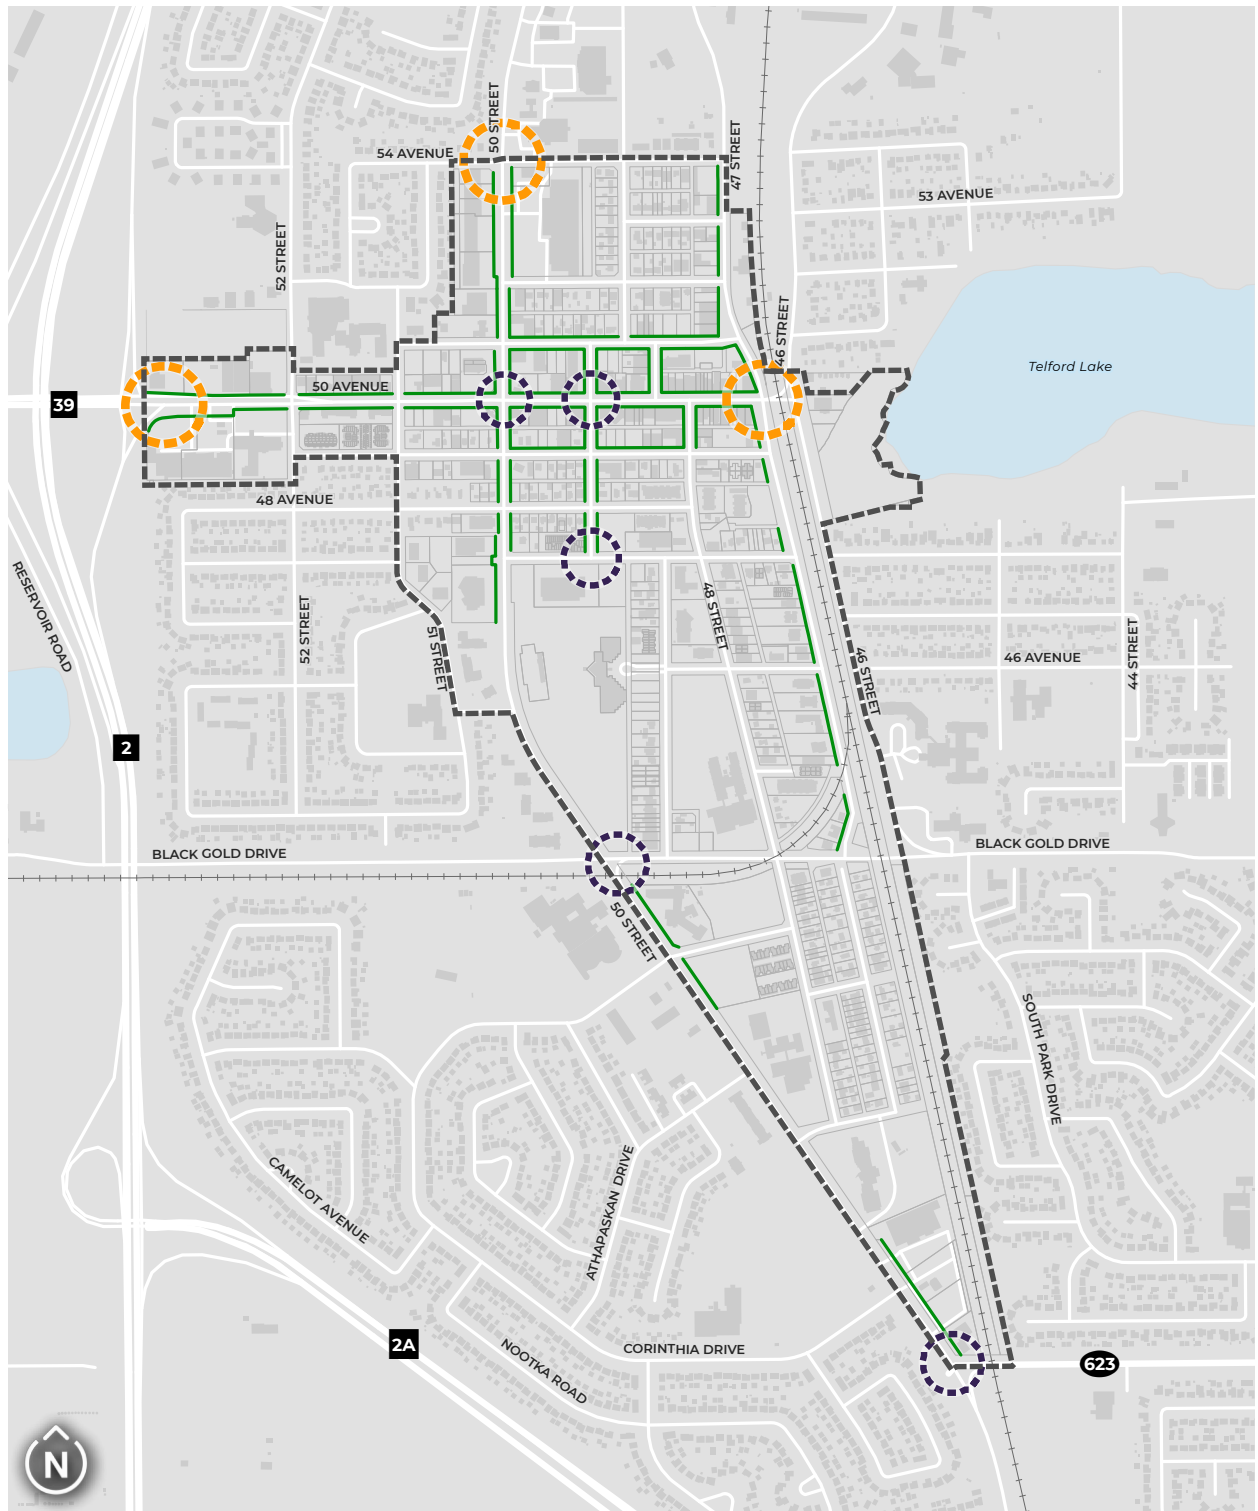 50 STREET
54 AVENUE
47 STREET
53 AVENUE
52 STREET
46 STREET
Telford Lake
50 AVENUE
39
48 AVENUE
RESERVOIR ROAD
52 STREET
51 STREET
48 STREET
46 STREET
46 AVENUE
44 STREET
2
BLACK GOLD DRIVE
BLACK GOLD DRIVE
50 STREET
SOUTH PARK DRIVE
CAMELOT AVENUE
ATHAPASKAN DRIVE
2A
NOOTKA ROAD
CORINTHIA DRIVE
623
N